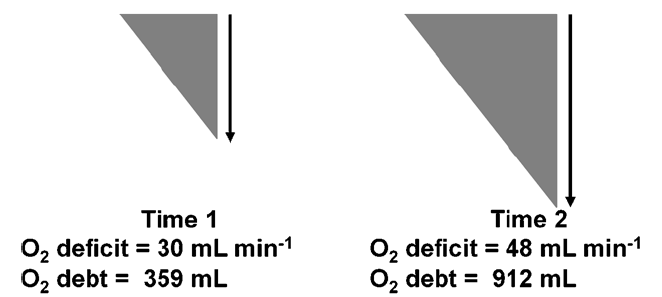 Time 1
O₂ deficit = 30 mL min⁻¹
O₂ debt = 359 mL
Time 2
O₂ deficit = 48 mL min⁻¹
O₂ debt = 912 mL